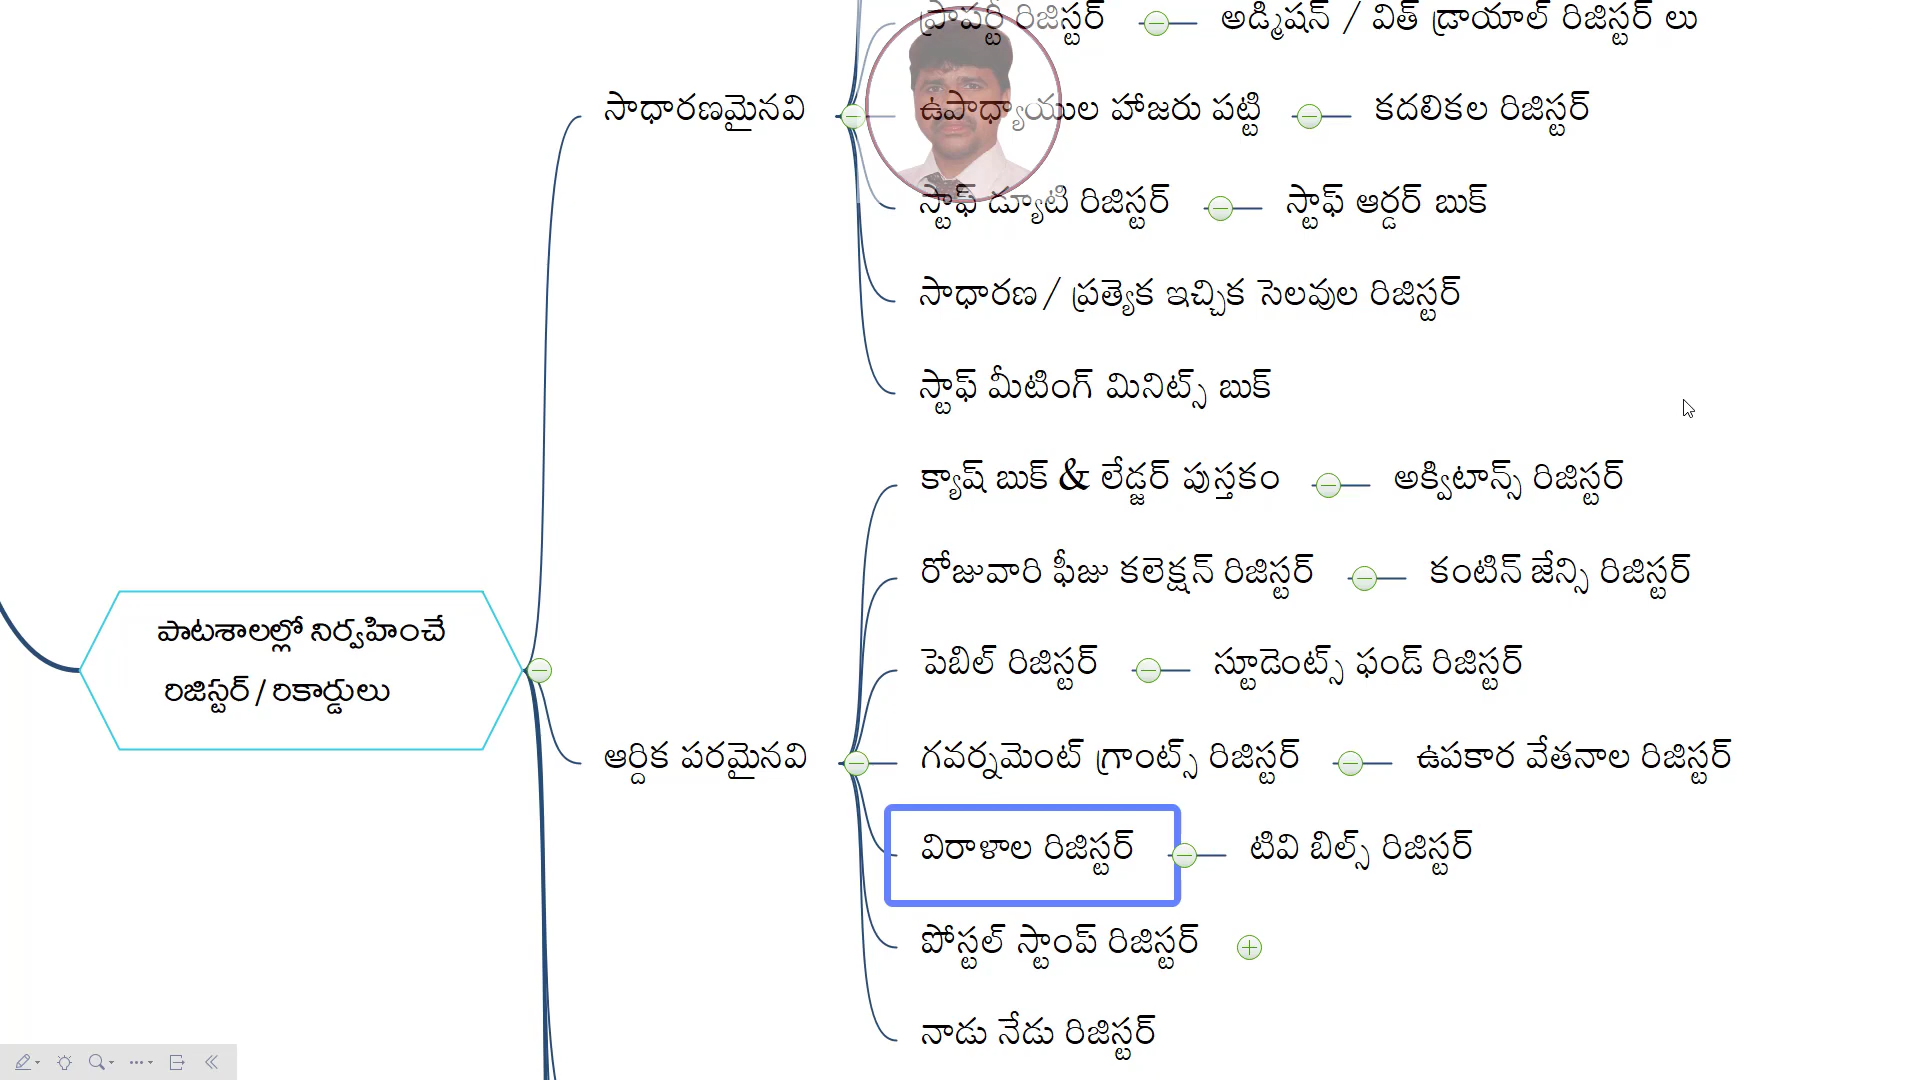 ప్రాపర్టీ రిజిస్టర్ అడ్మిషన్ / విత్ డ్రాయాల్ రిజిస్టర్ లు
సాధారణమైనవి
ఉపాధ్యాయుల హాజరు పట్టి కదలికల రిజిస్టర్
స్టాఫ్ డ్యూటి రిజిస్టర్ స్టాఫ్ ఆర్డర్ బుక్
సాధారణ / ప్రత్యెక ఇచ్చిక సెలవుల రిజిస్టర్
స్టాఫ్ మీటింగ్ మినిట్స్ బుక్
క్యాష్ బుక్ & లేడ్జర్ పుస్తకం అక్విటాన్స్ రిజిస్టర్
రోజువారి ఫీజు కలెక్షన్ రిజిస్టర్ కంటిన్ జేన్సి రిజిస్టర్
పాటశాలల్లో నిర్వహించే
రిజిస్టర్ / రికార్డులు
పెబిల్ రిజిస్టర్ స్టూడెంట్స్ ఫండ్ రిజిస్టర్
ఆర్దిక పరమైనవి
గవర్నమెంట్ గ్రాంట్స్ రిజిస్టర్ ఉపకార వేతనాల రిజిస్టర్
విరాళాల రిజిస్టర్ టివి బిల్స్ రిజిస్టర్
పోస్టల్ స్టాంప్ రిజిస్టర్
నాడు నేడు రిజిస్టర్